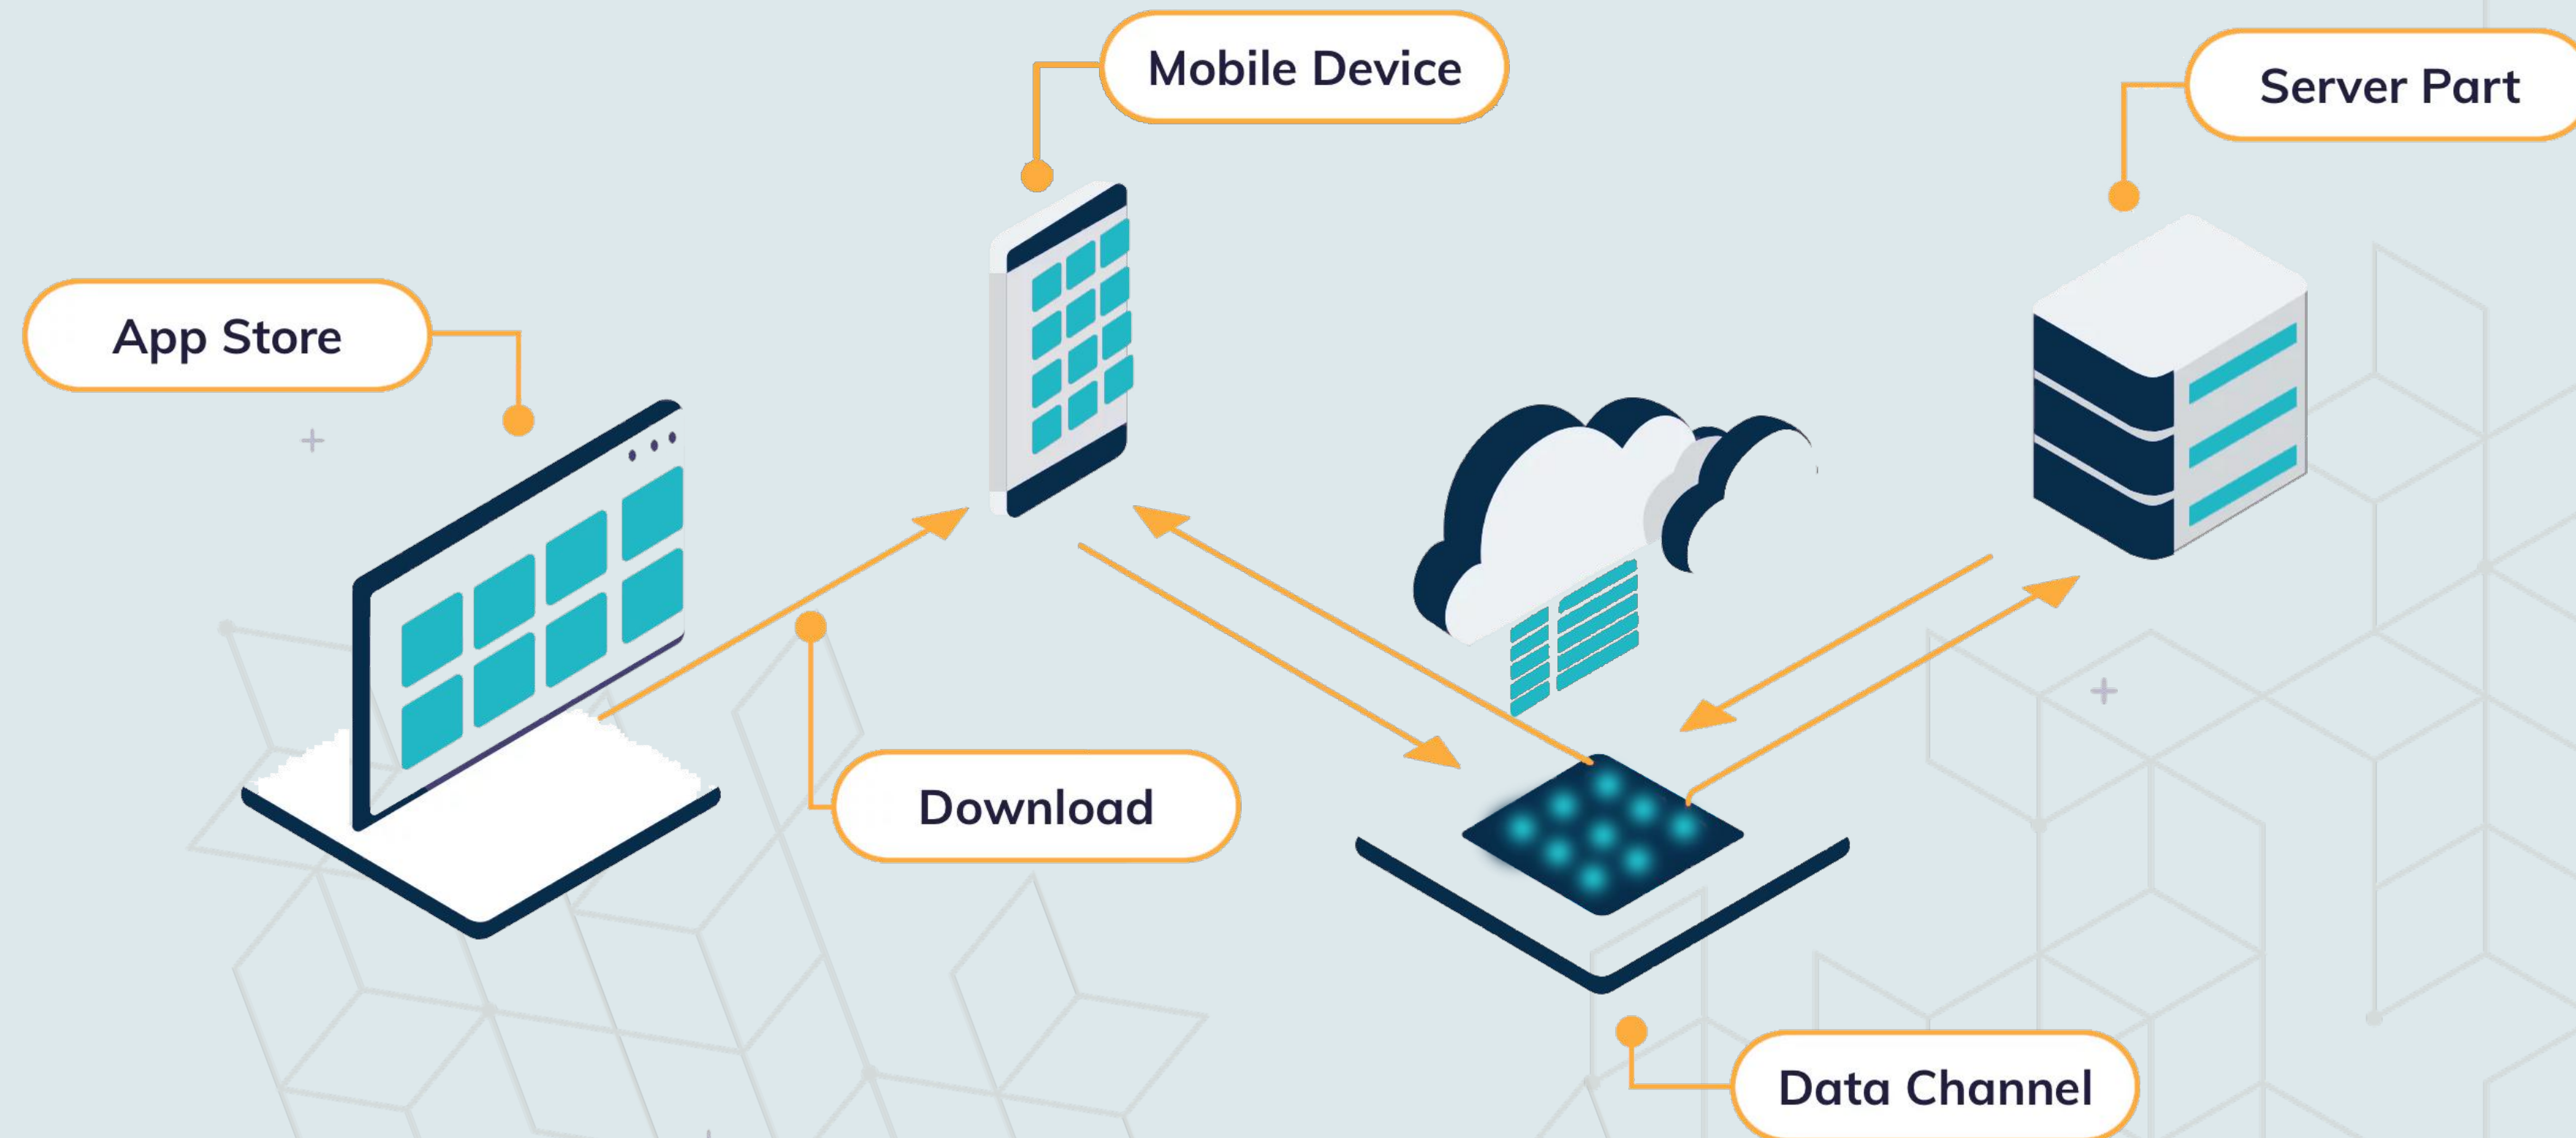 Mobile Device
Server Part
App Store
Download
Data Channel